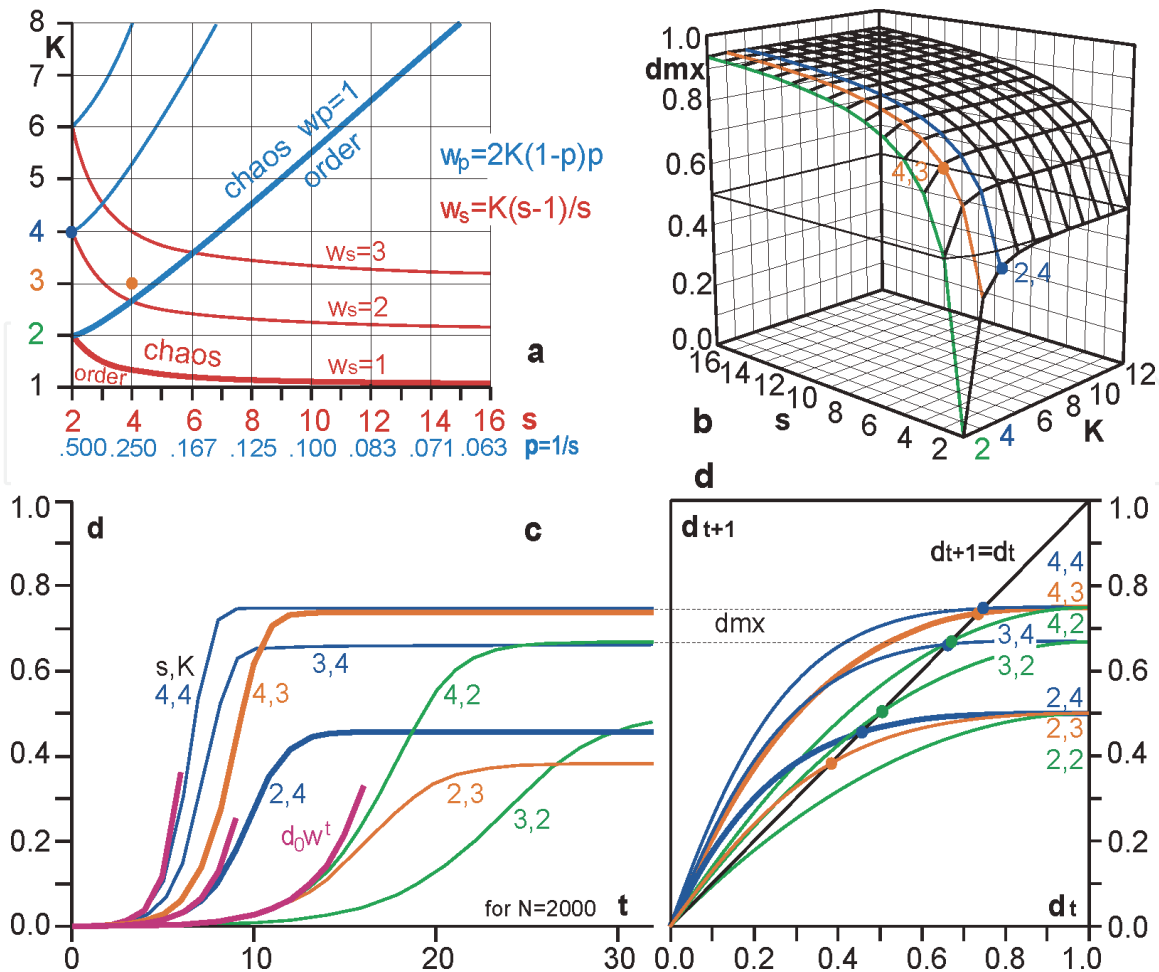 8
K
7
6
5
4
3
2
1
chaos wp=1
order
wp=2K(1-p)p
ws=K(s-1)/s
ws=3
ws=2
chaos
order
ws=1
a
2 4 6 8 10 12 14 16 s
.500 .250 .167 .125 .100 .083 .071 .063 p=1/s
1.0
dmx
0.8
0.6
0.4
0.2
0.0
4,3
2,4
16 14 12 10 8 6 4 2
s
b
2 4 6 8 10 12
K
1.0
0.8
0.6
0.4
0.2
0.0
d
c
s,K
4,4
4,3
3,4
4,2
2,4
2,3
3,2
d0wt
for N=2000
t
0 10 20 30
d
dt+1
dt+1=dt
dmx
4,4
4,3
4,2
3,4
3,2
2,4
2,3
2,2
dt
1.0
0.8
0.6
0.4
0.2
0.0
0.0 0.2 0.4 0.6 0.8 1.0